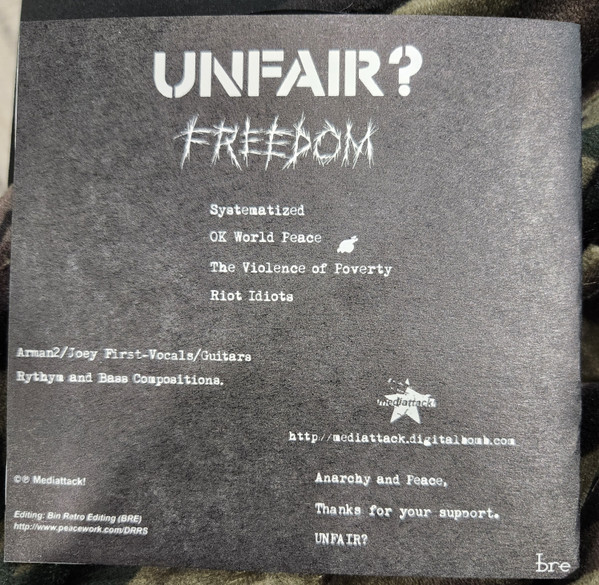 UNFAIR?
FREEDOM
Systematized
OK World Peace
The Violence of Poverty
Riot Idiots
Arman2/Joey First-Vocals/Guitars
Rythym and Bass Compositions.
mediattack
http://mediattack.digitalbomb.com
©℗ Mediattack!
Anarchy and Peace,
Thanks for your support.
UNFAIR?
Editing: Bin Retro Editing (BRE)
http://www.peacework.com/DRRS
bre